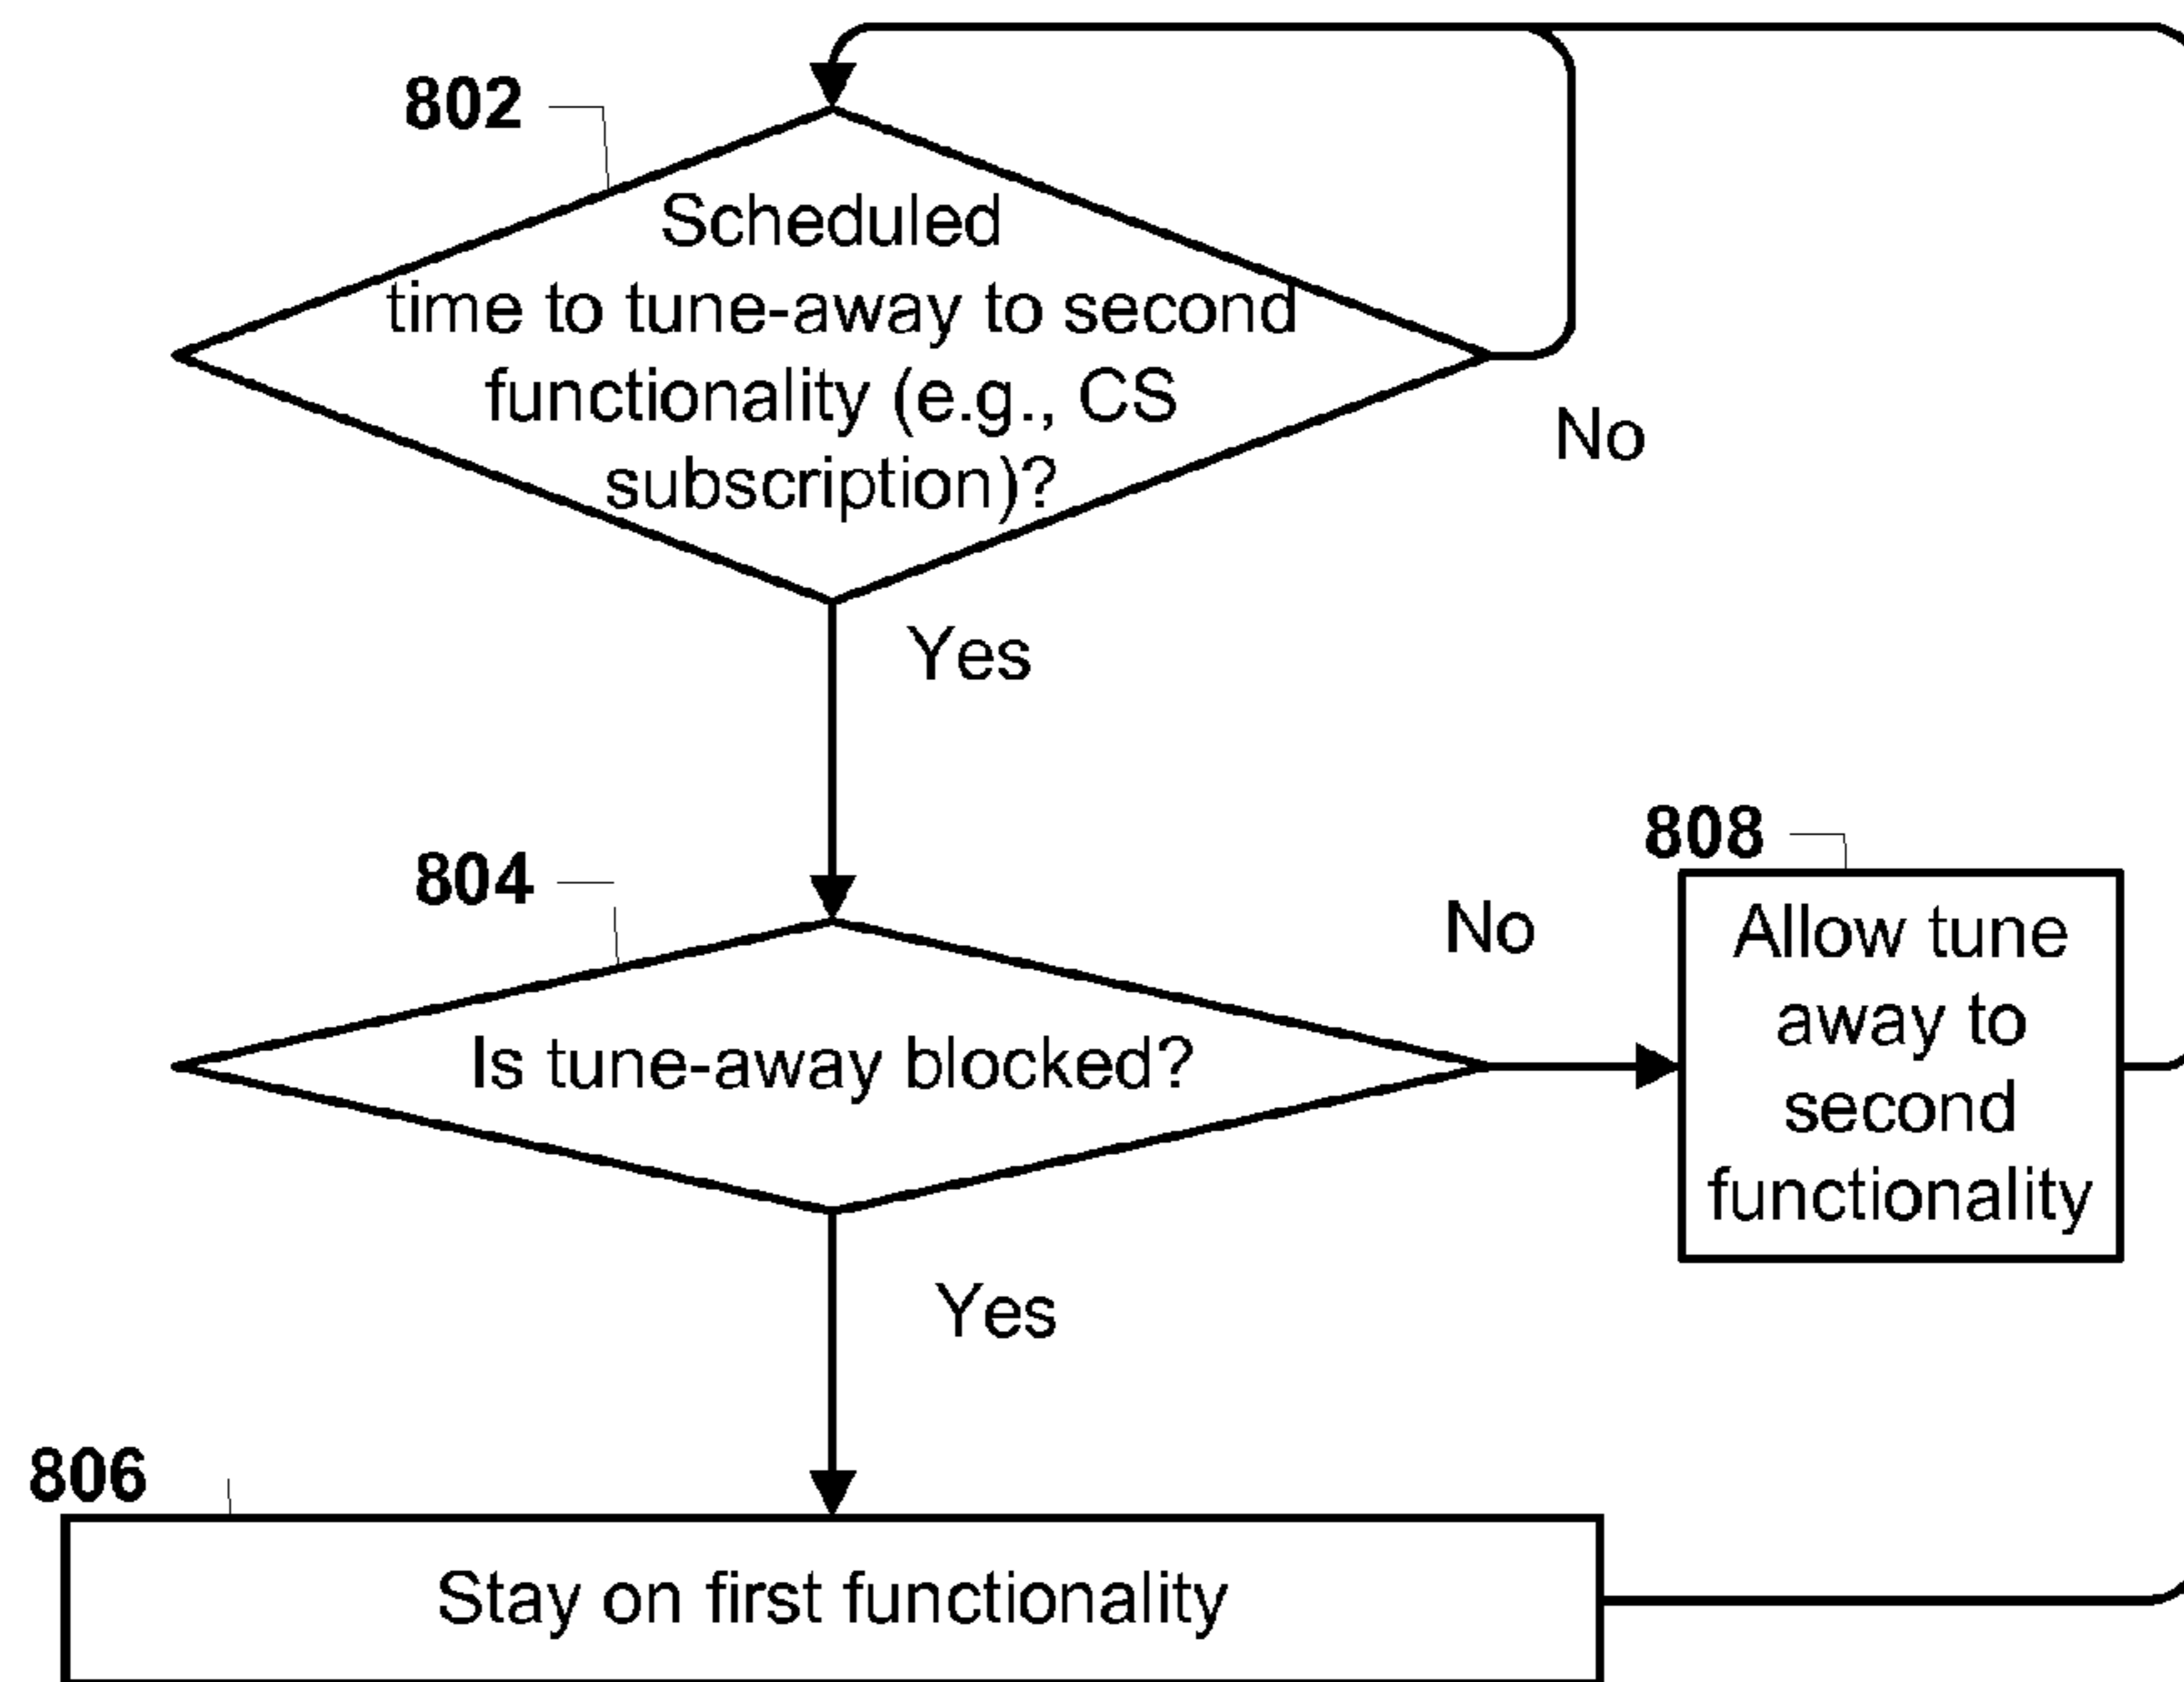 802
Scheduled
time to tune-away to second
functionality (e.g., CS
subscription)?
No
Yes
804
Is tune-away blocked?
No
808
Allow tune
away to
second
functionality
Yes
806
Stay on first functionality